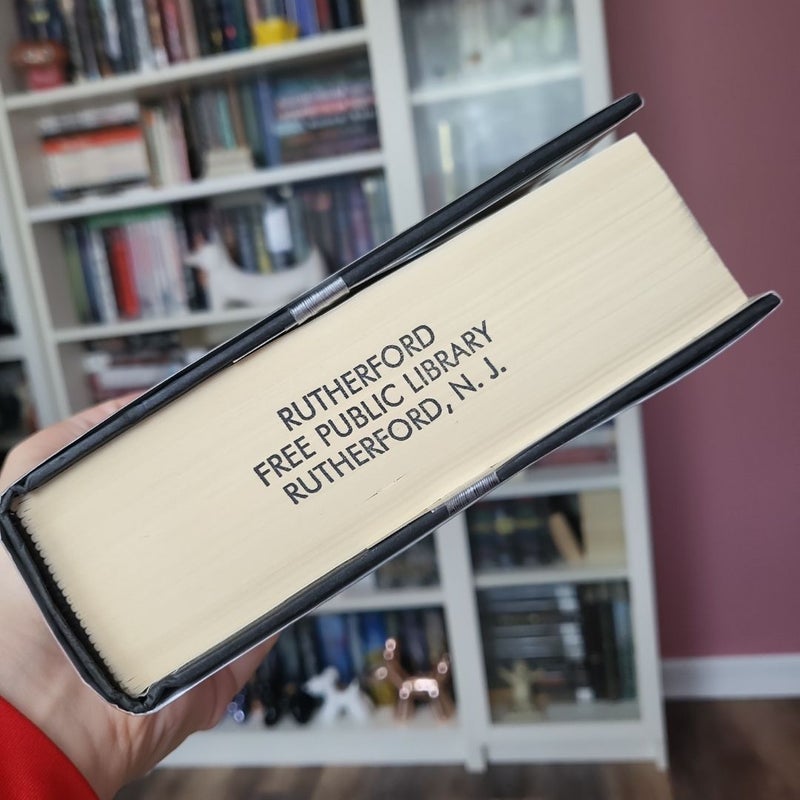 RUTHERFORD
FREE PUBLIC LIBRARY
RUTHERFORD, N. J.